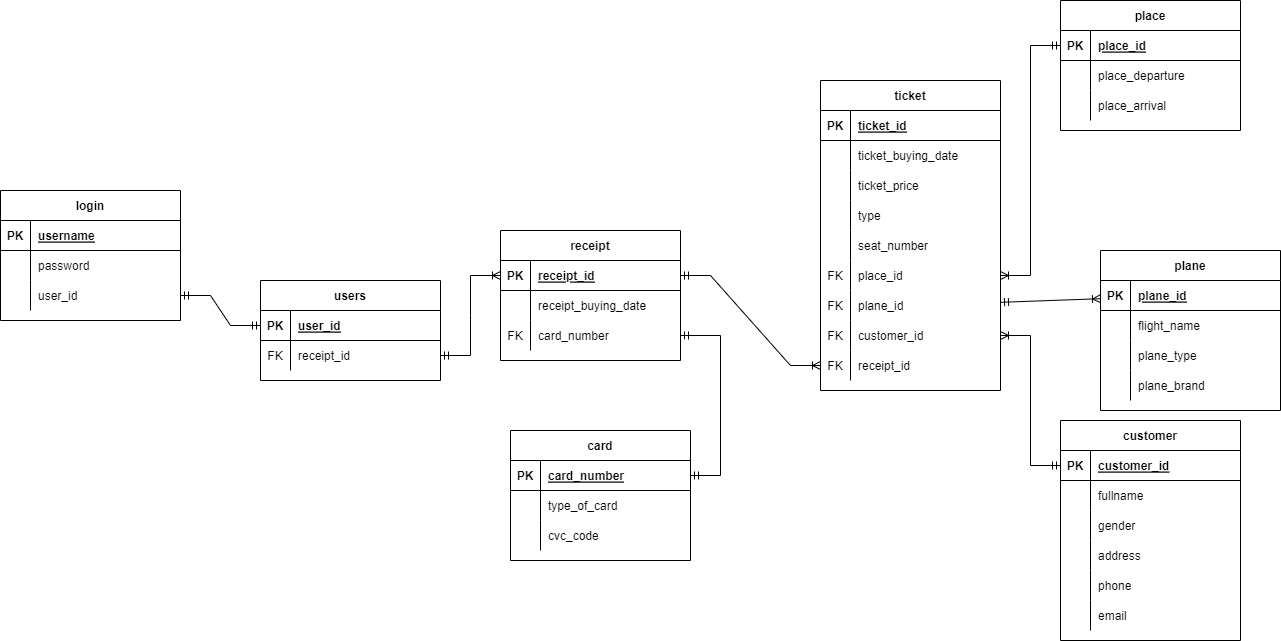 login
PK username
password
user_id
users
PK user_id
FK receipt_id
receipt
PK receipt_id
receipt_buying_date
FK card_number
card
PK card_number
type_of_card
cvc_code
ticket
PK ticket_id
ticket_buying_date
ticket_price
type
seat_number
FK place_id
FK plane_id
FK customer_id
FK receipt_id
place
PK place_id
place_departure
place_arrival
plane
PK plane_id
flight_name
plane_type
plane_brand
customer
PK customer_id
fullname
gender
address
phone
email